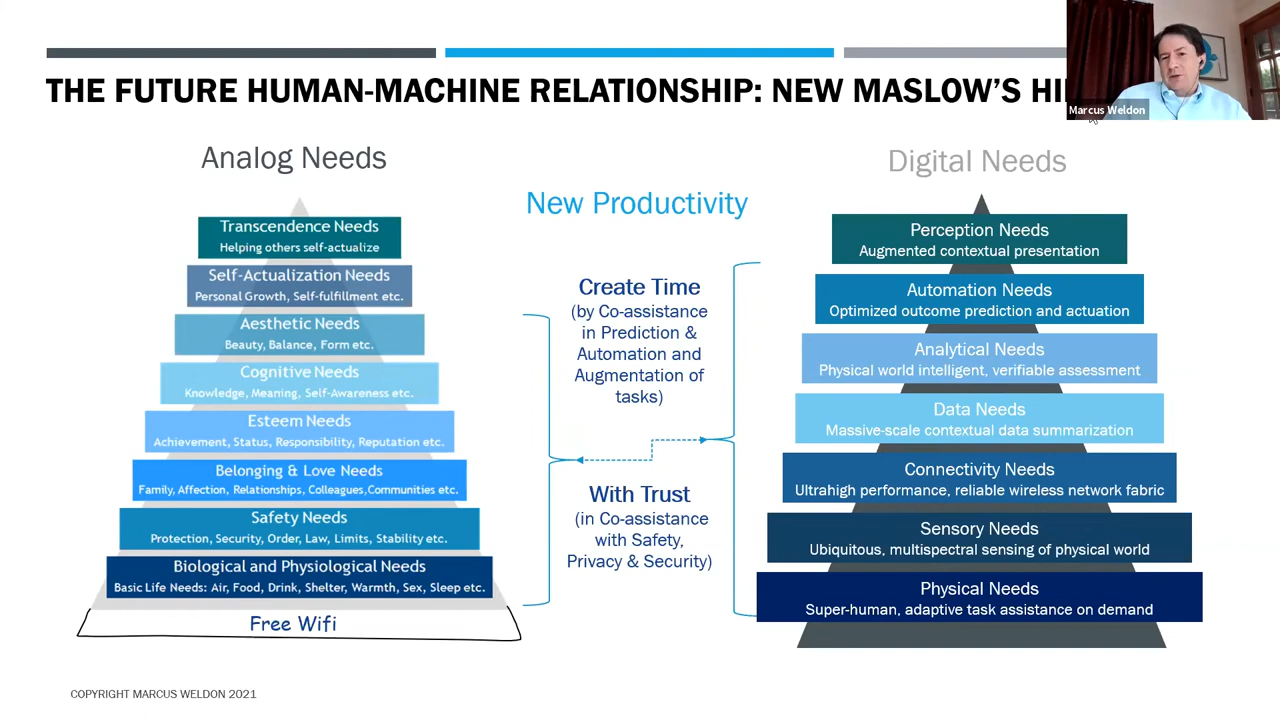 THE FUTURE HUMAN-MACHINE RELATIONSHIP: NEW MASLOW'S HI
Marcus Weldon
Analog Needs
Transcendence Needs
Helping others self-actualize
Self-Actualization Needs
Personal Growth, Self-fulfillment etc.
Aesthetic Needs
Beauty, Balance, Form etc.
Cognitive Needs
Knowledge, Meaning, Self-Awareness etc.
Esteem Needs
Achievement, Status, Responsibility, Reputation etc.
Belonging & Love Needs
Family, Affection, Relationships, Colleagues,Communities etc.
Safety Needs
Protection, Security, Order, Law, Limits, Stability etc.
Biological and Physiological Needs
Basic Life Needs: Air, Food, Drink, Shelter, Warmth, Sex, Sleep etc.
Free Wifi
New Productivity
Create Time
(by Co-assistance
in Prediction &
Automation and
Augmentation of
tasks)
With Trust
(in Co-assistance
with Safety,
Privacy & Security)
Digital Needs
Perception Needs
Augmented contextual presentation
Automation Needs
Optimized outcome prediction and actuation
Analytical Needs
Physical world intelligent, verifiable assessment
Data Needs
Massive-scale contextual data summarization
Connectivity Needs
Ultrahigh performance, reliable wireless network fabric
Sensory Needs
Ubiquitous, multispectral sensing of physical world
Physical Needs
Super-human, adaptive task assistance on demand
COPYRIGHT MARCUS WELDON 2021